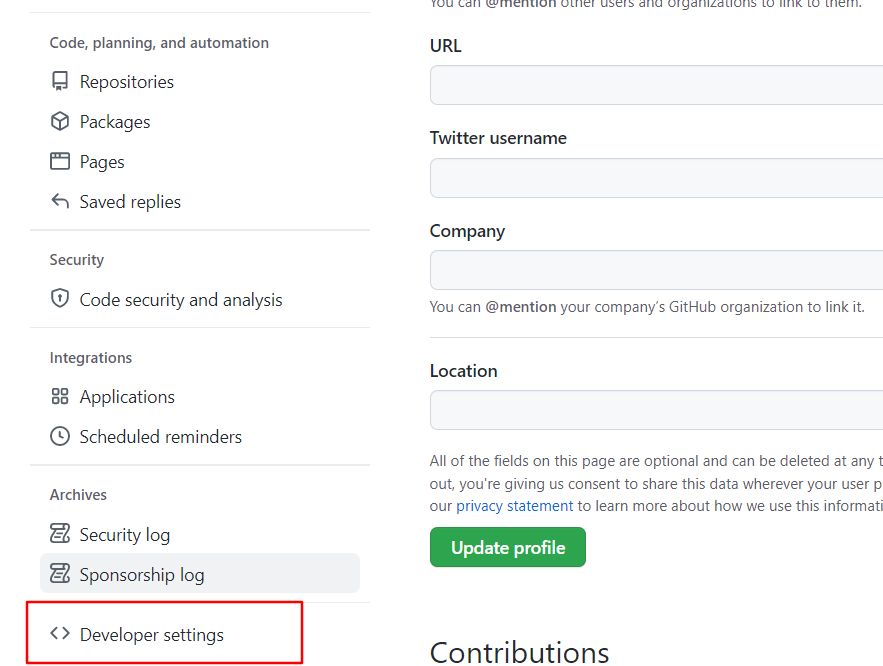 Code, planning, and automation
Repositories
Packages
Pages
Saved replies
Security
Code security and analysis
Integrations
Applications
Scheduled reminders
Archives
Security log
Sponsorship log
Developer settings
You can @mention other users and organizations to link to them.
URL
Twitter username
Company
You can @mention your company's GitHub organization to link it.
Location
All of the fields on this page are optional and can be deleted at any
out, you're giving us consent to share this data wherever your user
our privacy statement to learn more about how we use this
Update profile
Contributions